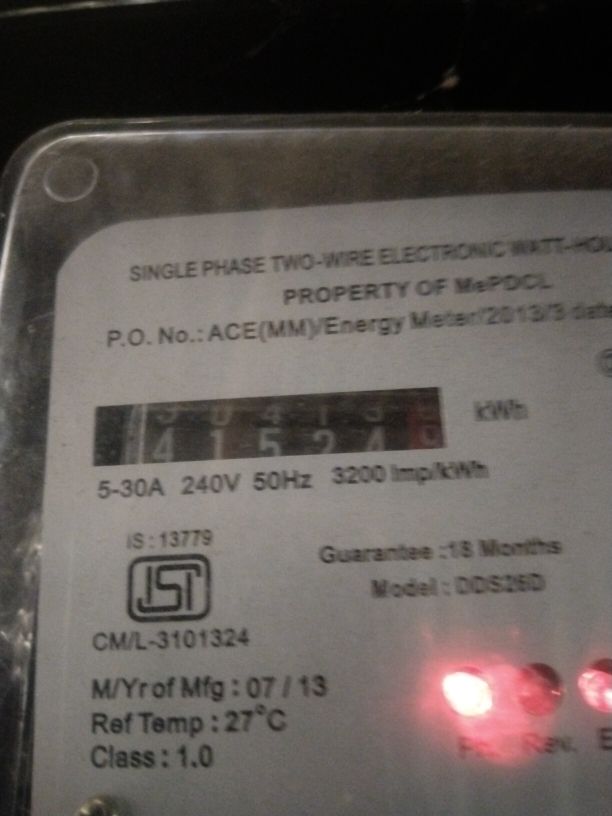 SINGLE PHASE TWO-WIRE ELECTRONIC WATT-HOU
PROPERTY OF MePDCL
P.O. No.: ACE(MM)/Energy Meter/2013/3 date
41524 kWh
5-30A 240V 50Hz 3200 Imp/kWh
IS : 13779
Guarantee : 18 Months
ISI
Model : DDS26D
CM/L-3101324
M/Yr of Mfg : 07 / 13
Ref Temp : 27°C
Class : 1.0
Rev. E